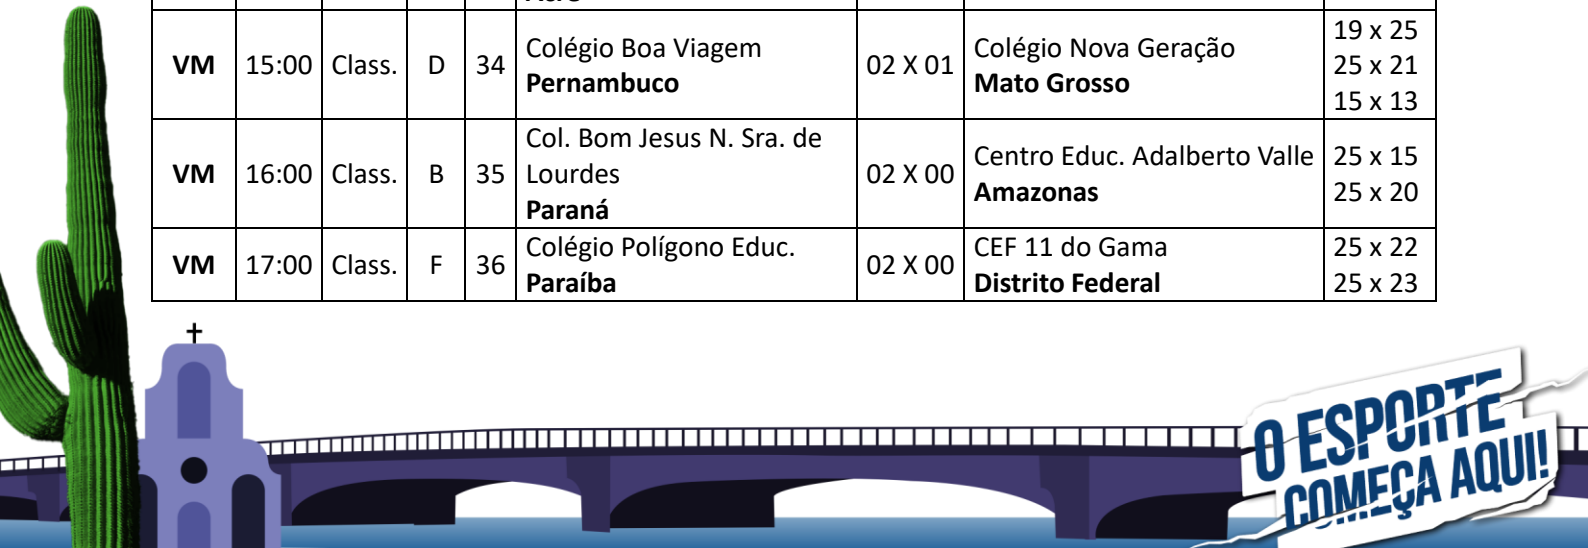 VM 15:00 Class. D 34 Colégio Boa Viagem 02 X 01 Colégio Nova Geração 19 x 25
Pernambuco Mato Grosso 25 x 21
15 x 13
VM 16:00 Class. B 35 Col. Bom Jesus N. Sra. de 02 X 00 Centro Educ. Adalberto Valle 25 x 15
Lourdes Amazonas 25 x 20
Paraná
VM 17:00 Class. F 36 Colégio Polígono Educ. 02 X 00 CEF 11 do Gama 25 x 22
Paraíba Distrito Federal 25 x 23
O ESPORTE
COMEÇA AQUI!